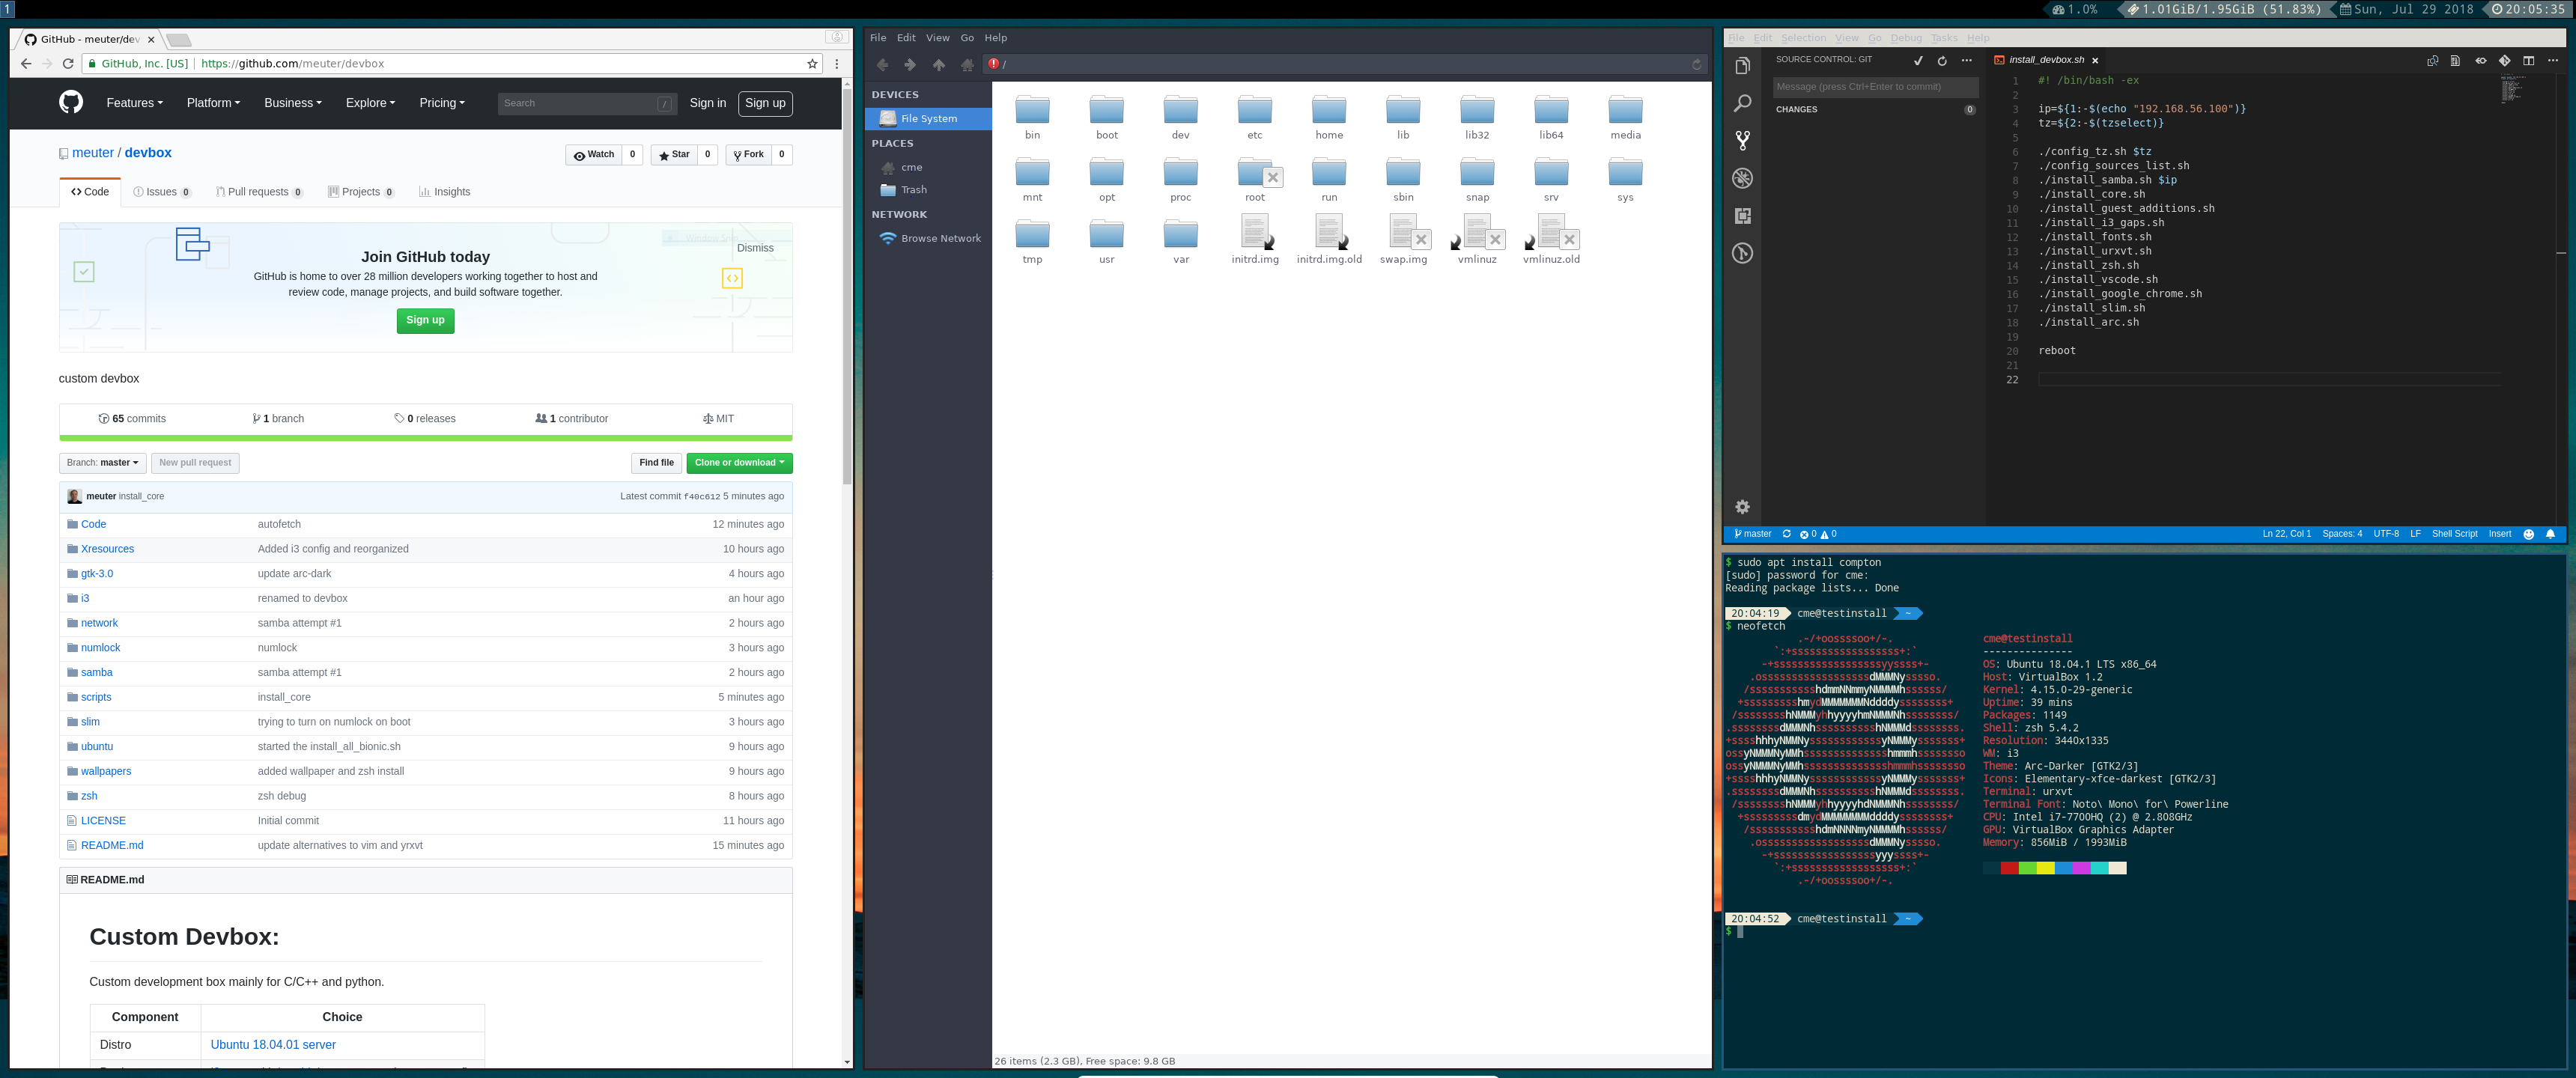 1
1.0%
1.01GiB/1.95GiB (51.83%)
Sun, Jul 29 2018
20:05:35
GitHub - meuter/dev
GitHub, Inc. [US] | https://github.com/meuter/devbox
Features Platform Business Explore Pricing Search / Sign in Sign up
meuter / devbox
Watch 0 Star 0 Fork 0
Code Issues 0 Pull requests 0 Projects 0 Insights
Join GitHub today
Dismiss
GitHub is home to over 28 million developers working together to host and
review code, manage projects, and build software together.
Sign up
custom devbox
65 commits 1 branch 0 releases 1 contributor MIT
Branch: master New pull request Find file Clone or download
meuter install_core Latest commit f40c612 5 minutes ago
Code autofetch 12 minutes ago
Xresources Added i3 config and reorganized 10 hours ago
gtk-3.0 update arc-dark 4 hours ago
i3 renamed to devbox an hour ago
network samba attempt #1 2 hours ago
numlock numlock 3 hours ago
samba samba attempt #1 2 hours ago
scripts install_core 5 minutes ago
slim trying to turn on numlock on boot 3 hours ago
ubuntu started the install_all_bionic.sh 9 hours ago
wallpapers added wallpaper and zsh install 9 hours ago
zsh zsh debug 8 hours ago
LICENSE Initial commit 11 hours ago
README.md update alternatives to vim and yrxvt 15 minutes ago
README.md
Custom Devbox:
Custom development box mainly for C/C++ and python.
Component Choice
Distro Ubuntu 18.04.01 server
File Edit View Go Help
/
DEVICES
File System
PLACES
cme
Trash
NETWORK
Browse Network
bin boot dev etc home lib lib32 lib64 media
mnt opt proc root run sbin snap srv sys
tmp usr var initrd.img initrd.img.old swap.img vmlinuz vmlinuz.old
26 items (2.3 GB), Free space: 9.8 GB
File Edit Selection View Go Debug Tasks Help
SOURCE CONTROL: GIT
Message (press Ctrl+Enter to commit)
CHANGES 0
install_devbox.sh
1 #! /bin/bash -ex
2
3 ip=${1:-$(echo "192.168.56.100")}
4 tz=${2:-$(tzselect)}
5
6 ./config_tz.sh $tz
7 ./config_sources_list.sh
8 ./install_samba.sh $ip
9 ./install_core.sh
10 ./install_guest_additions.sh
11 ./install_i3_gaps.sh
12 ./install_fonts.sh
13 ./install_urxvt.sh
14 ./install_zsh.sh
15 ./install_vscode.sh
16 ./install_google_chrome.sh
17 ./install_slim.sh
18 ./install_arc.sh
19
20 reboot
21
22
master 0 0 Ln 22, Col 1 Spaces: 4 UTF-8 LF Shell Script Insert
$ sudo apt install compton
[sudo] password for cme:
Reading package lists... Done
20:04:19 cme@testinstall ~
$ neofetch
cme@testinstall
---------------
OS: Ubuntu 18.04.1 LTS x86_64
Host: VirtualBox 1.2
Kernel: 4.15.0-29-generic
Uptime: 39 mins
Packages: 1149
Shell: zsh 5.4.2
Resolution: 3440x1335
WM: i3
Theme: Arc-Darker [GTK2/3]
Icons: Elementary-xfce-darkest [GTK2/3]
Terminal: urxvt
Terminal Font: Noto\ Mono\ for\ Powerline
CPU: Intel i7-7700HQ (2) @ 2.808GHz
GPU: VirtualBox Graphics Adapter
Memory: 856MiB / 1993MiB
20:04:52 cme@testinstall ~
$